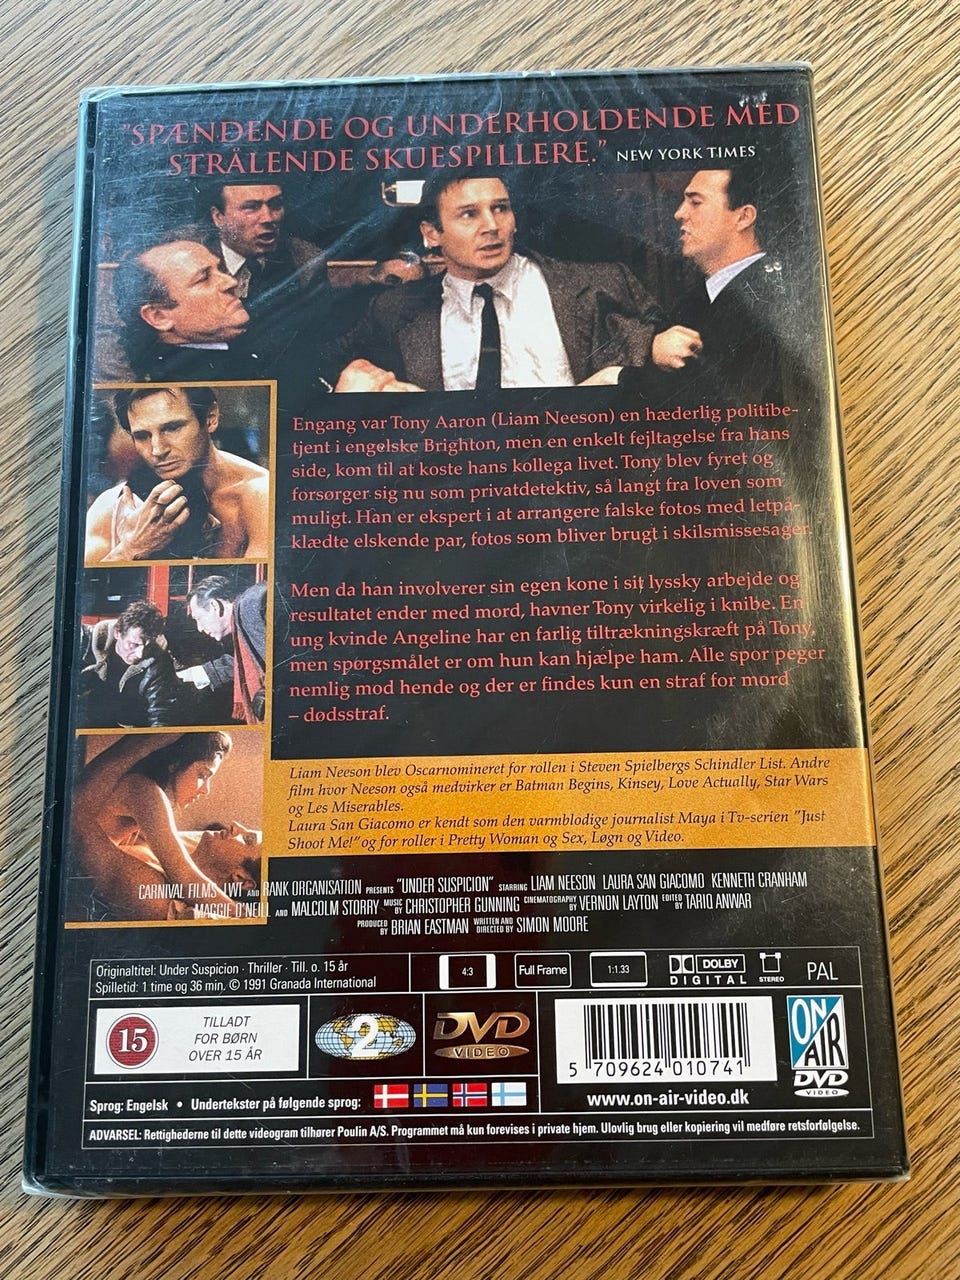 "SPÆNDENDE OG UNDERHOLDENDE MED
STRÅLENDE SKUESPILLERE." NEW YORK TIMES
Engang var Tony Aaron (Liam Neeson) en hæderlig politibe-
tjent i engelske Brighton, men en enkelt fejltagelse fra hans
side, kom til at koste hans kollega livet. Tony blev fyret og
forsørger sig nu som privatdetektiv, så langt fra loven som
muligt. Han er ekspert i at arrangere falske fotos med letpå-
klædte elskende par, fotos som bliver brugt i skilsmissesager.
Men da han involverer sin egen kone i sit lyssky arbejde og
resultatet ender med mord, havner Tony virkelig i knibe. En
ung kvinde Angeline har en farlig tiltrækningskræft på Tony,
men spørgsmålet er om hun kan hjælpe ham. Alle spor peger
nemlig mod hende og der er findes kun en straf for mord
– dødsstraf.
Liam Neeson blev Oscarnomineret for rollen i Steven Spielbergs Schindler List. Andre
film hvor Neeson også medvirker er Batman Begins, Kinsey, Love Actually, Star Wars
og Les Miserables.
Laura San Giacomo er kendt som den varmblodige journalist Maya i Tv-serien "Just
Shoot Me!" og for roller i Pretty Woman og Sex, Løgn og Video.
CARNIVAL FILMS LWT AND RANK ORGANISATION PRESENTS "UNDER SUSPICION" STARRING LIAM NEESON LAURA SAN GIACOMO KENNETH CRANHAM
MAGGIE O'NEILL AND MALCOLM STORRY MUSIC BY CHRISTOPHER GUNNING CINEMATOGRAPHY BY VERNON LAYTON EDITED BY TARIQ ANWAR
PRODUCED BY BRIAN EASTMAN WRITTEN AND DIRECTED BY SIMON MOORE
Originaltitel: Under Suspicion · Thriller · Till. o. 15 år
Spilletid: 1 time og 36 min. © 1991 Granada International
4:3
Full Frame
1:1.33
DOLBY
DIGITAL
STEREO
PAL
15
TILLADT
FOR BØRN
OVER 15 ÅR
2
DVD
VIDEO
5 709624 010741
ON
AIR
DVD
VIDEO
www.on-air-video.dk
Sprog: Engelsk • Undertekster på følgende sprog:
ADVARSEL: Rettighederne til dette videogram tilhører Poulin A/S. Programmet må kun forevises i private hjem. Ulovlig brug eller kopiering vil medføre retsforfølgelse.